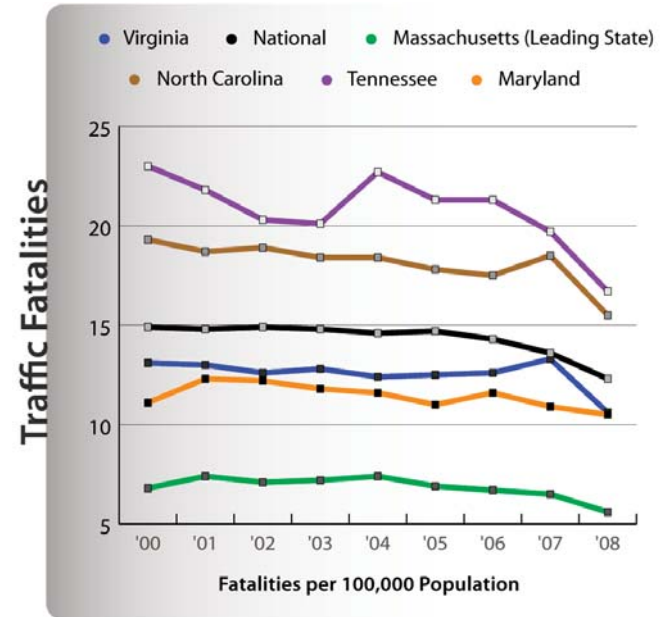 Virginia National Massachusetts (Leading State)
North Carolina Tennessee Maryland
Traffic Fatalities
25
20
15
10
5
'00 '01 '02 '03 '04 '05 '06 '07 '08
Fatalities per 100,000 Population